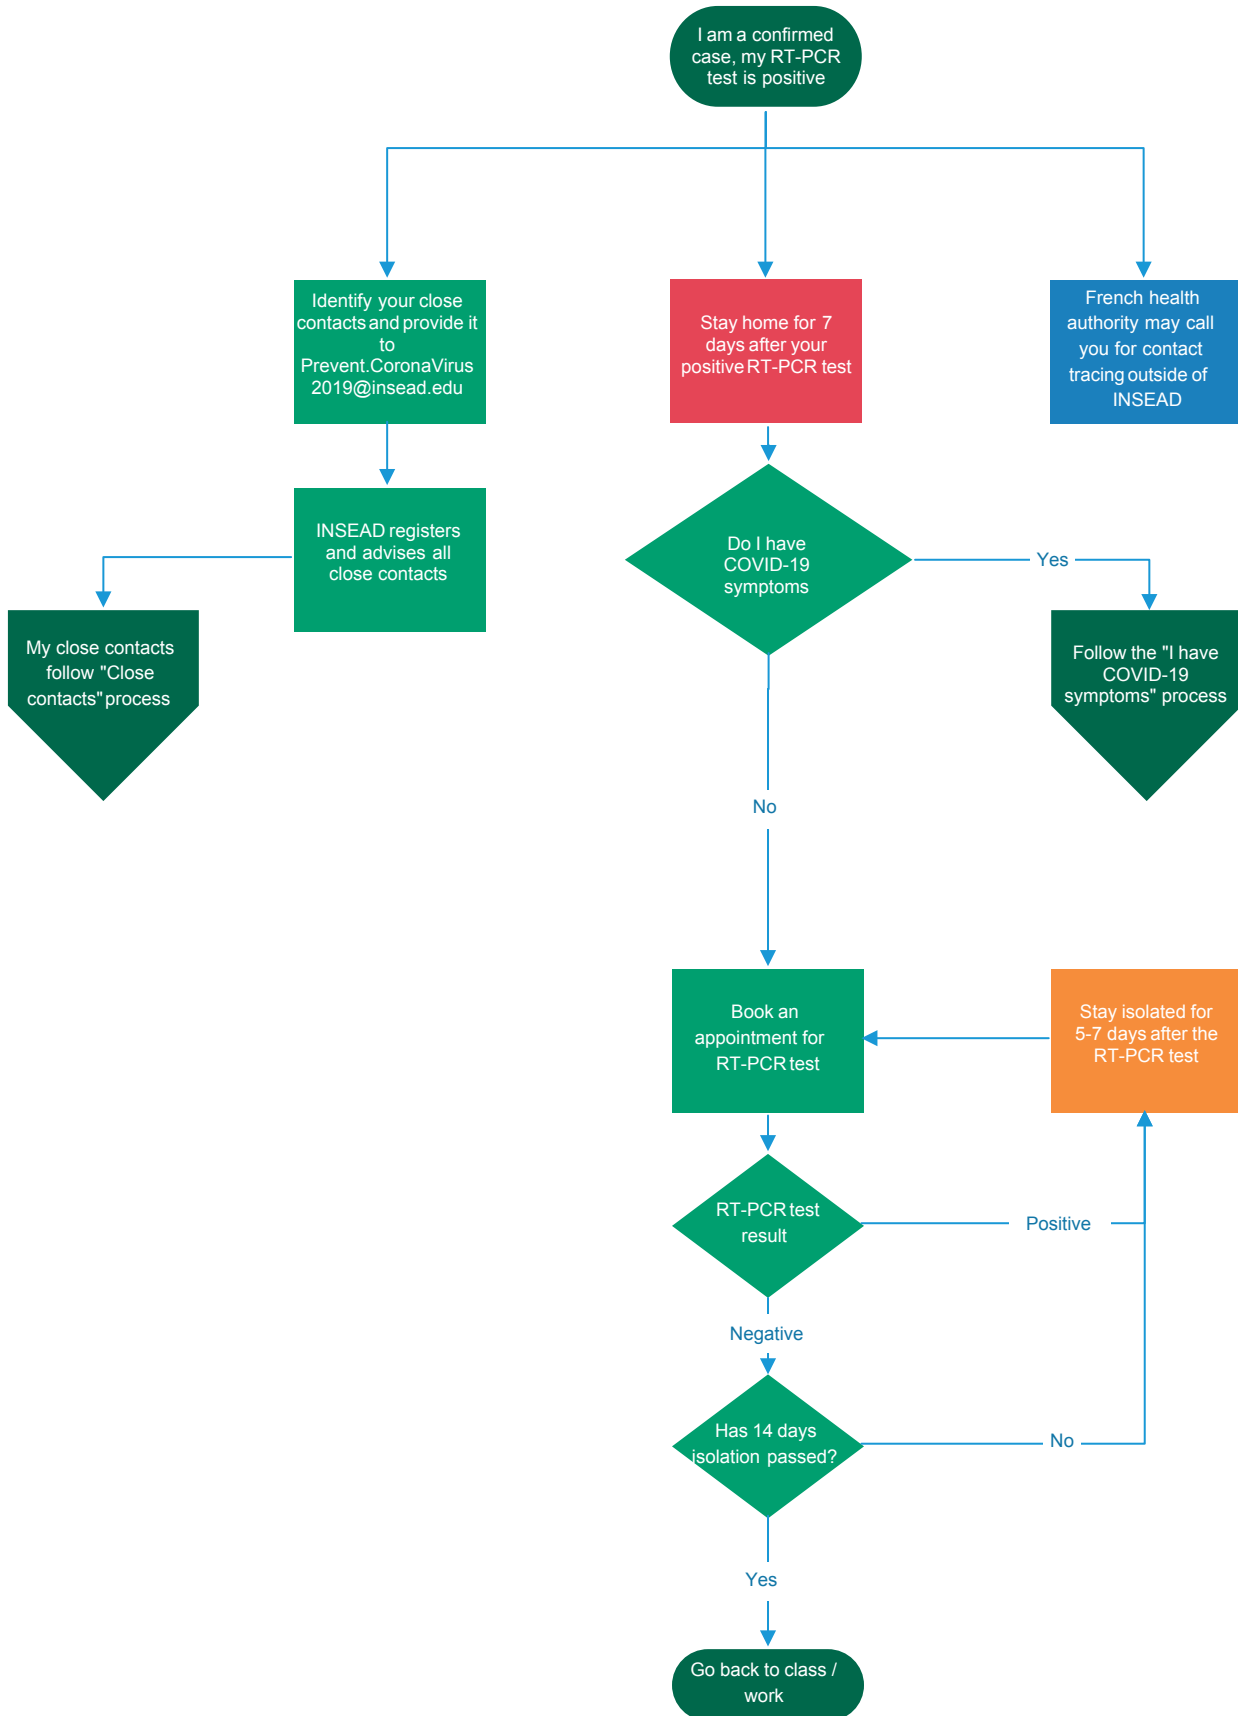 I am a confirmed
case, my RT-PCR
test is positive
Identify your close
contacts and provide it
to
Prevent.CoronaVirus
2019@insead.edu
Stay home for 7
days after your
positive RT-PCR test
French health
authority may call
you for contact
tracing outside of
INSEAD
INSEAD registers
and advises all
close contacts
Do I have
COVID-19
symptoms
Yes
My close contacts
follow "Close
contacts" process
Follow the "I have
COVID-19
symptoms" process
No
Book an
appointment for
RT-PCR test
Stay isolated for
5-7 days after the
RT-PCR test
RT-PCR test
result
Positive
Negative
Has 14 days
isolation passed?
No
Yes
Go back to class /
work